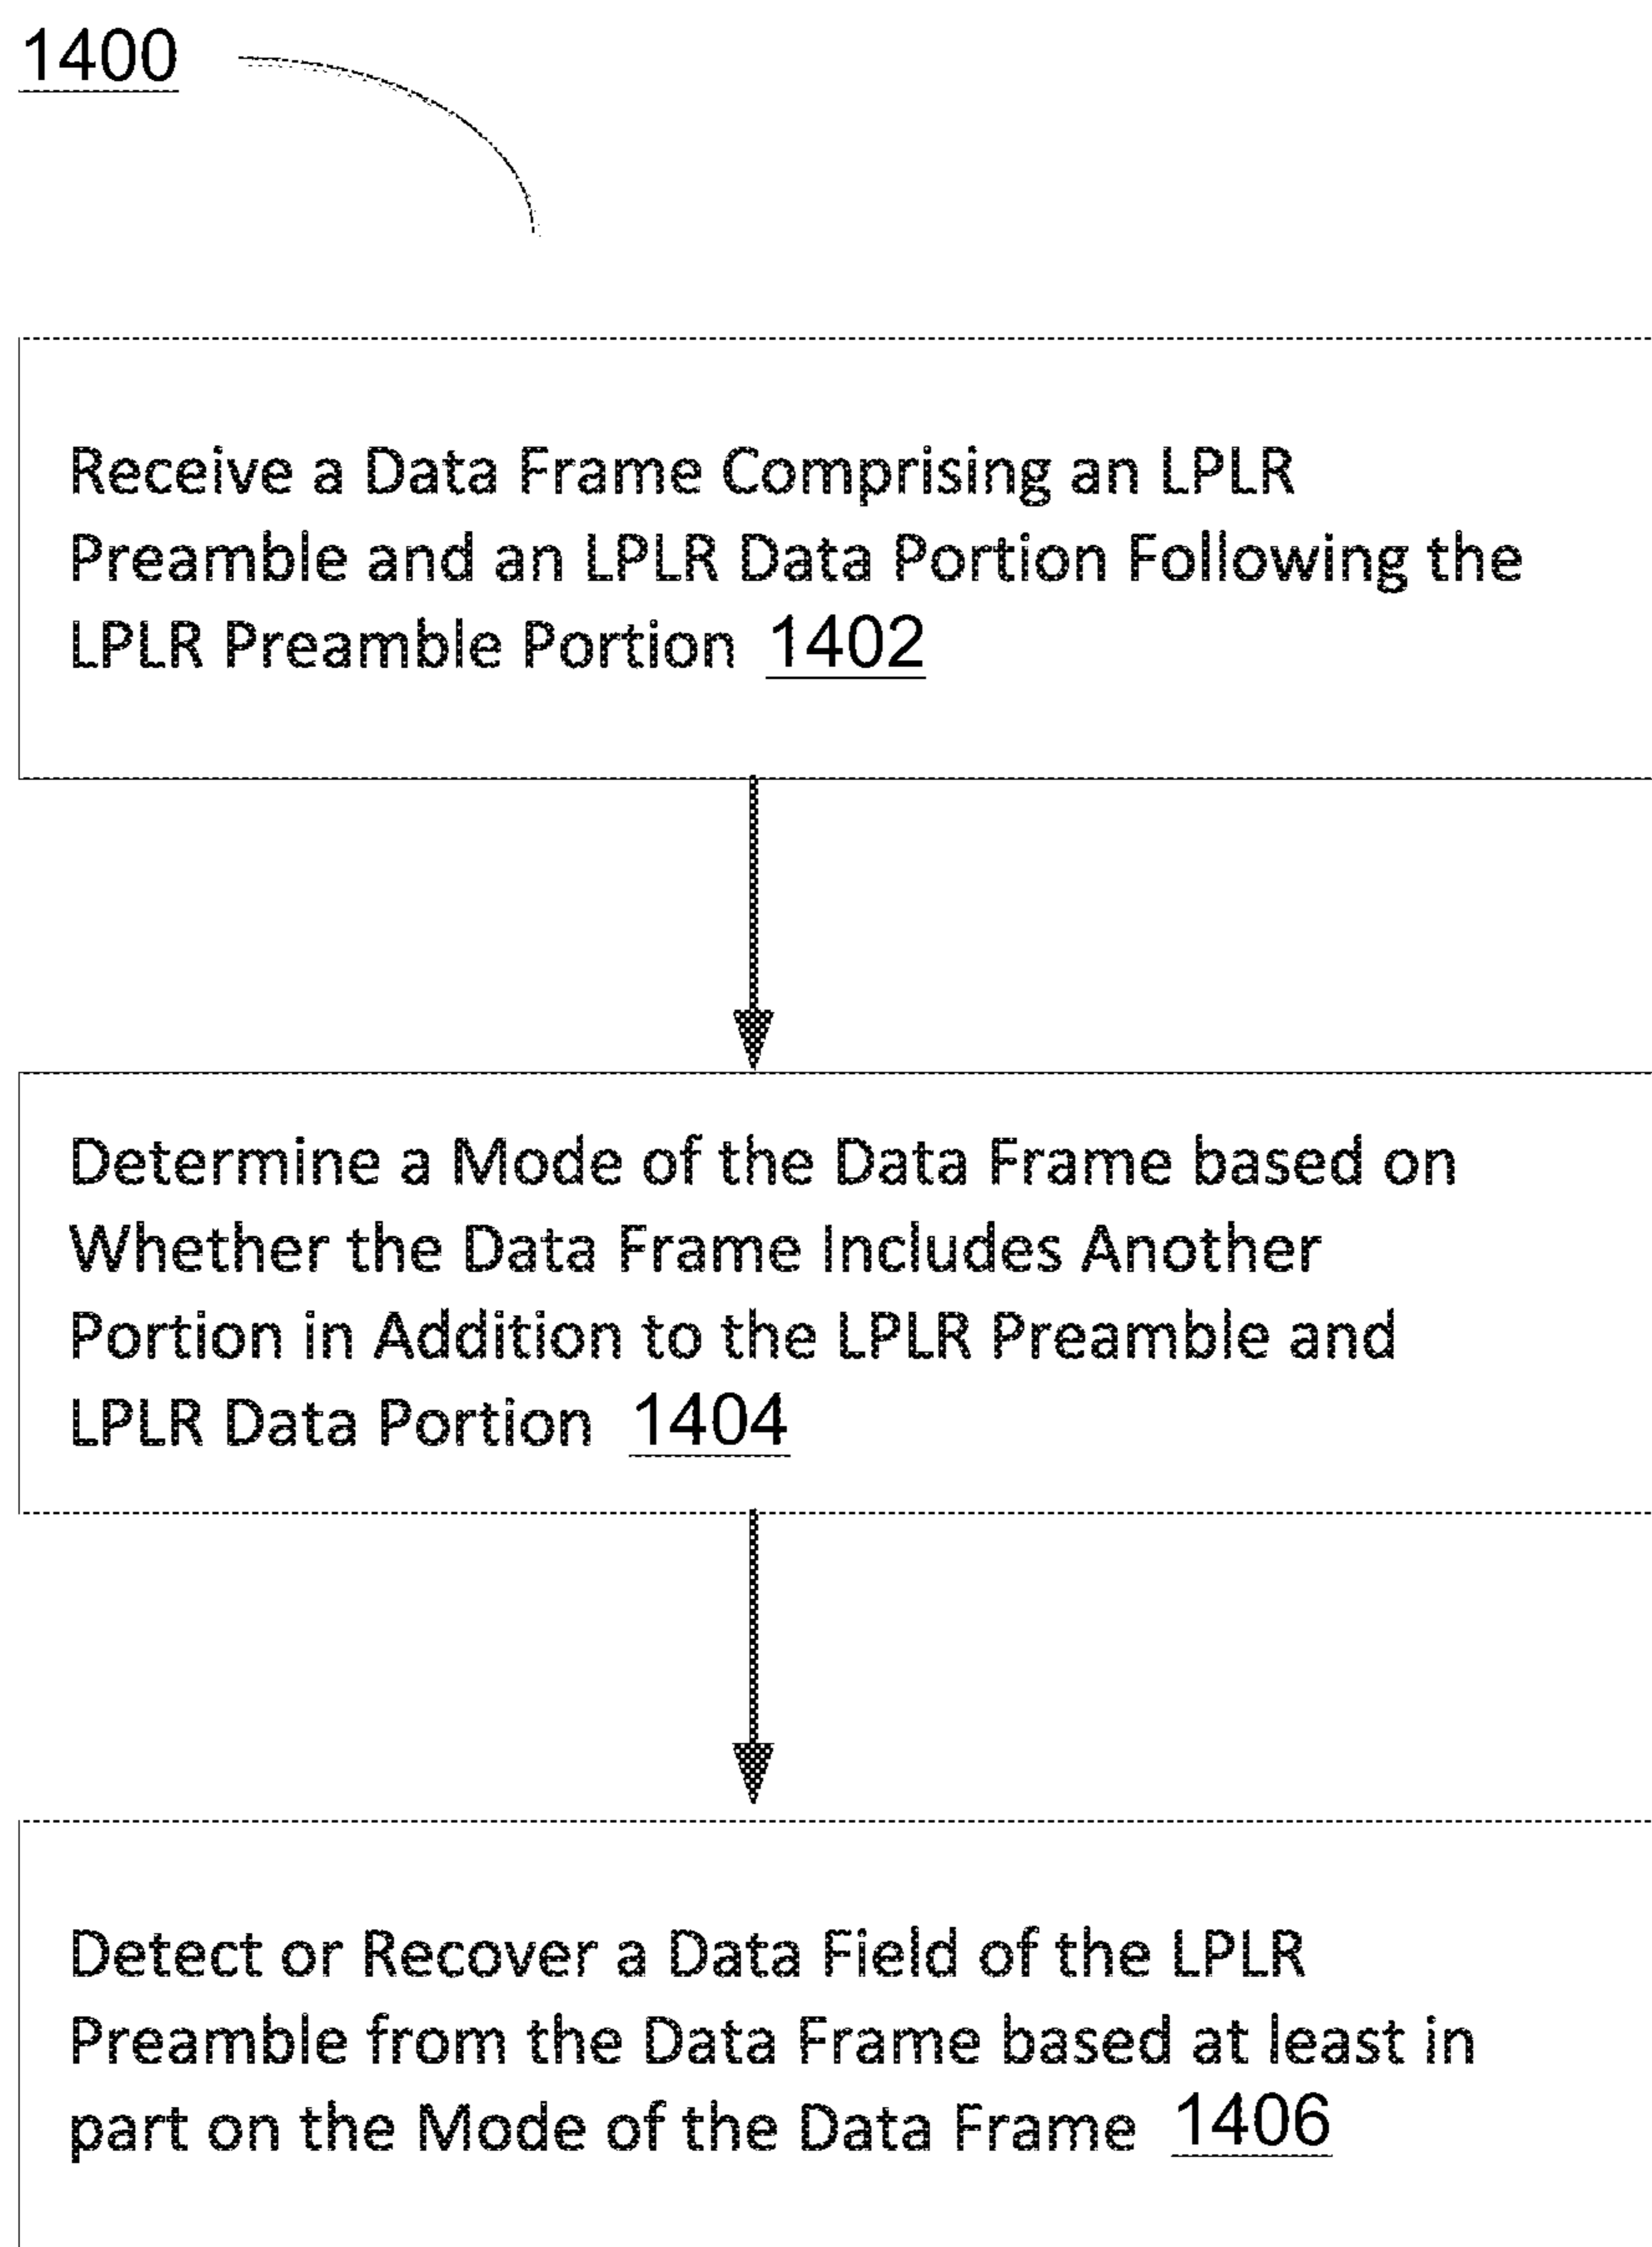 1400
Receive a Data Frame Comprising an LPLR
Preamble and an LPLR Data Portion Following the
LPLR Preamble Portion 1402
Determine a Mode of the Data Frame based on
Whether the Data Frame Includes Another
Portion in Addition to the LPLR Preamble and
LPLR Data Portion 1404
Detect or Recover a Data Field of the LPLR
Preamble from the Data Frame based at least in
part on the Mode of the Data Frame 1406